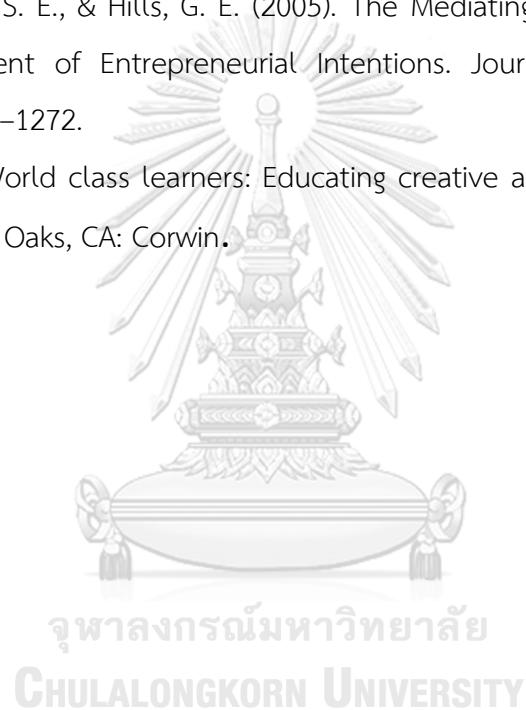 S. E., & Hills, G. E. (2005). The Mediating
ent of Entrepreneurial Intentions. Jour
–1272.
World class learners: Educating creative a
Oaks, CA: Corwin.
จุฬาลงกรณ์มหาวิทยาลัย
CHULALONGKORN UNIVERSITY